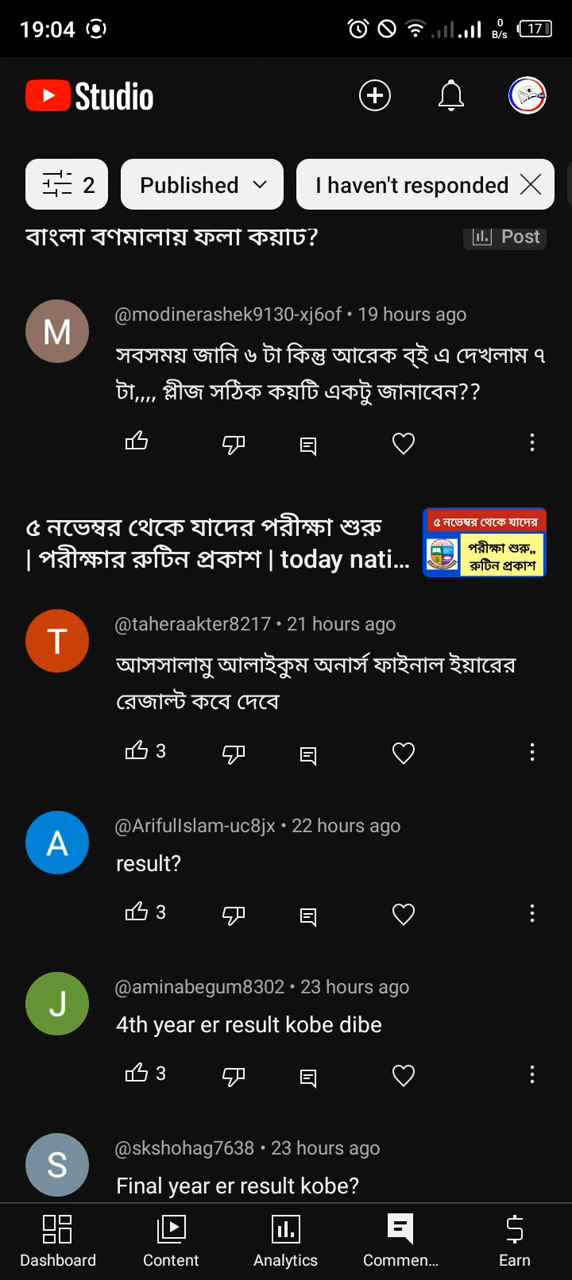 19:04
0
B/s
17
Studio
2
Published
I haven't responded
বাংলা বর্ণমালায় ফলা কয়টি?
Post
M
@modinerashek9130-xj6of • 19 hours ago
সবসময় জানি ৬ টা কিন্তু আরেক ব্ই এ দেখলাম ৭
টা,,,, প্লীজ সঠিক কয়টি একটু জানাবেন??
৫ নভেম্বর থেকে যাদের পরীক্ষা শুরু
| পরীক্ষার রুটিন প্রকাশ | today nati...
৫ নভেম্বর থেকে যাদের
পরীক্ষা শুরু,,
রুটিন প্রকাশ
T
@taheraakter8217 • 21 hours ago
আসসালামু আলাইকুম অনার্স ফাইনাল ইয়ারের
রেজাল্ট কবে দেবে
3
A
@ArifulIslam-uc8jx • 22 hours ago
result?
3
J
@aminabegum8302 • 23 hours ago
4th year er result kobe dibe
3
S
@skshohag7638 • 23 hours ago
Final year er result kobe?
Dashboard
Content
Analytics
Commen...
Earn